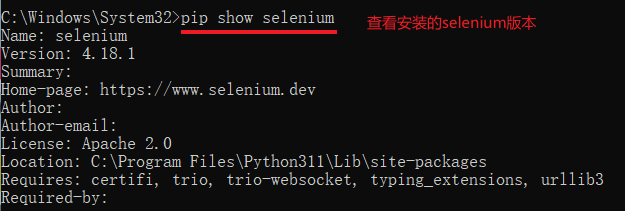 C:\Windows\System32>pip show selenium 查看安装的selenium版本
Name: selenium
Version: 4.18.1
Summary:
Home-page: https://www.selenium.dev
Author:
Author-email:
License: Apache 2.0
Location: C:\Program Files\Python311\Lib\site-packages
Requires: certifi, trio, trio-websocket, typing_extensions, urllib3
Required-by: